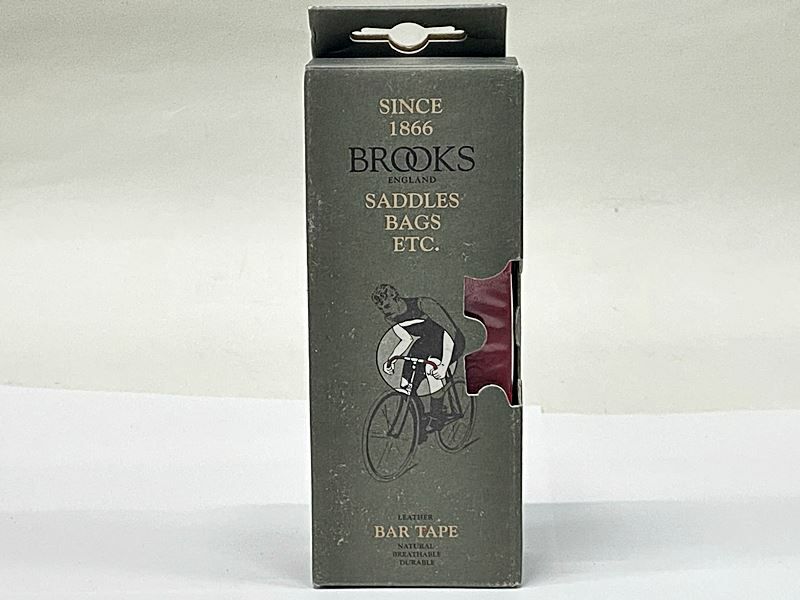 SINCE
1866
BROOKS
ENGLAND
SADDLES
BAGS
ETC.
LEATHER
BAR TAPE
NATURAL
BREATHABLE
DURABLE